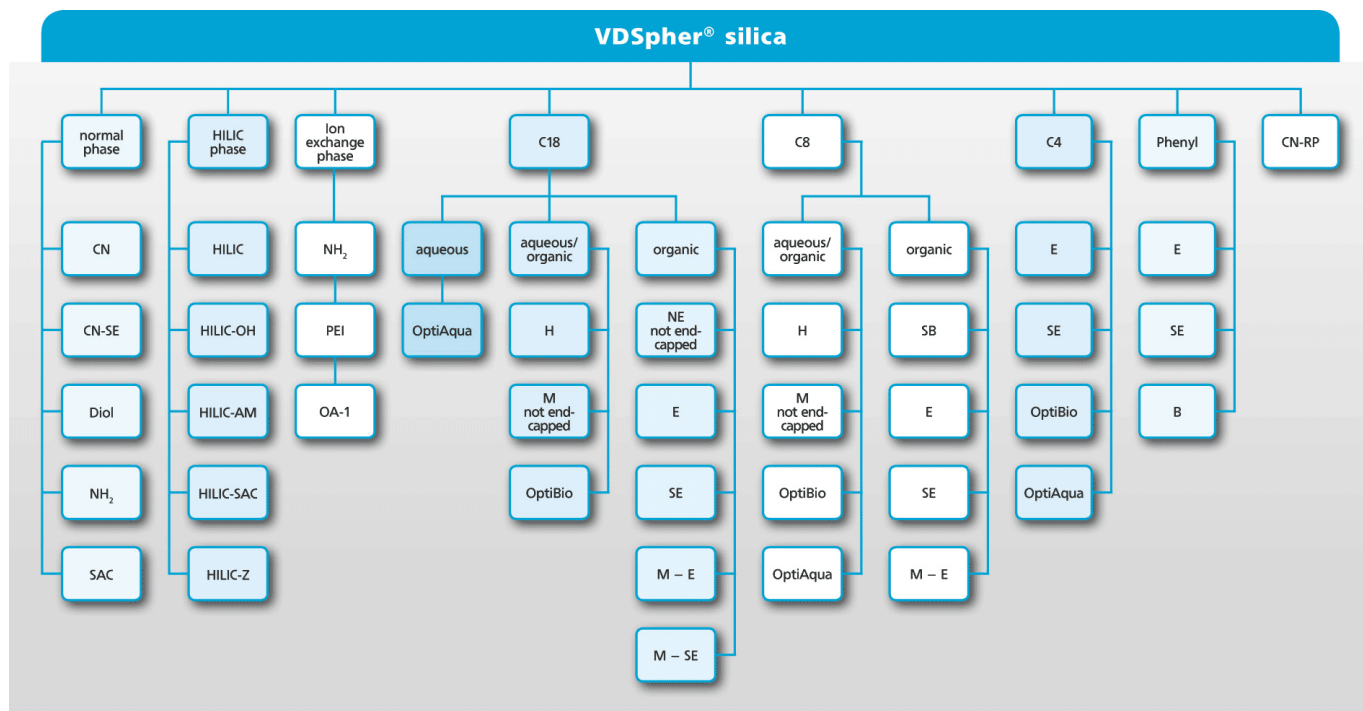 VDSpher® silica
normal
phase
HILIC
phase
Ion
exchange
phase
C18
C8
C4
Phenyl
CN-RP
CN
HILIC
NH₂
aqueous
aqueous/
organic
organic
aqueous/
organic
organic
E
E
CN-SE
HILIC-OH
PEI
OptiAqua
H
NE
not end-
capped
H
SB
SE
SE
Diol
HILIC-AM
OA-1
M
not end-
capped
E
M
not end-
capped
E
OptiBio
B
NH₂
HILIC-SAC
OptiBio
SE
OptiBio
SE
OptiAqua
SAC
HILIC-Z
M – E
OptiAqua
M – E
M – SE